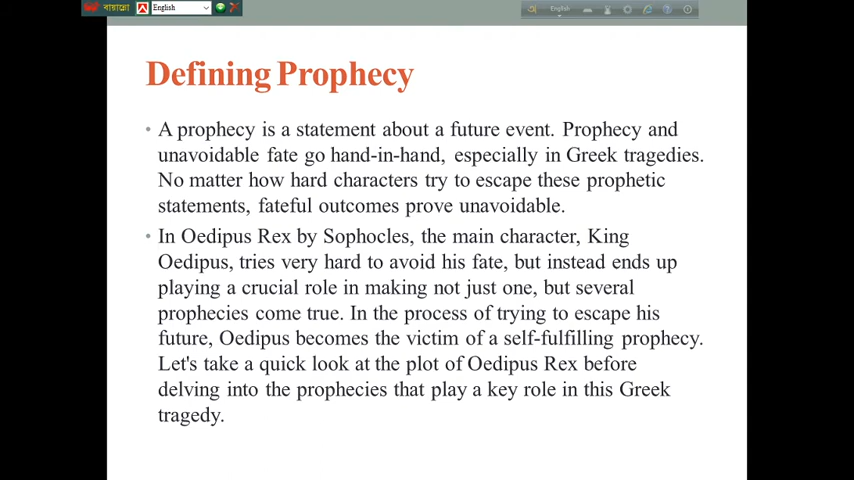 বায়ান্নো
English
অ
English
Defining Prophecy
• A prophecy is a statement about a future event. Prophecy and
unavoidable fate go hand-in-hand, especially in Greek tragedies.
No matter how hard characters try to escape these prophetic
statements, fateful outcomes prove unavoidable.
• In Oedipus Rex by Sophocles, the main character, King
Oedipus, tries very hard to avoid his fate, but instead ends up
playing a crucial role in making not just one, but several
prophecies come true. In the process of trying to escape his
future, Oedipus becomes the victim of a self-fulfilling prophecy.
Let's take a quick look at the plot of Oedipus Rex before
delving into the prophecies that play a key role in this Greek
tragedy.